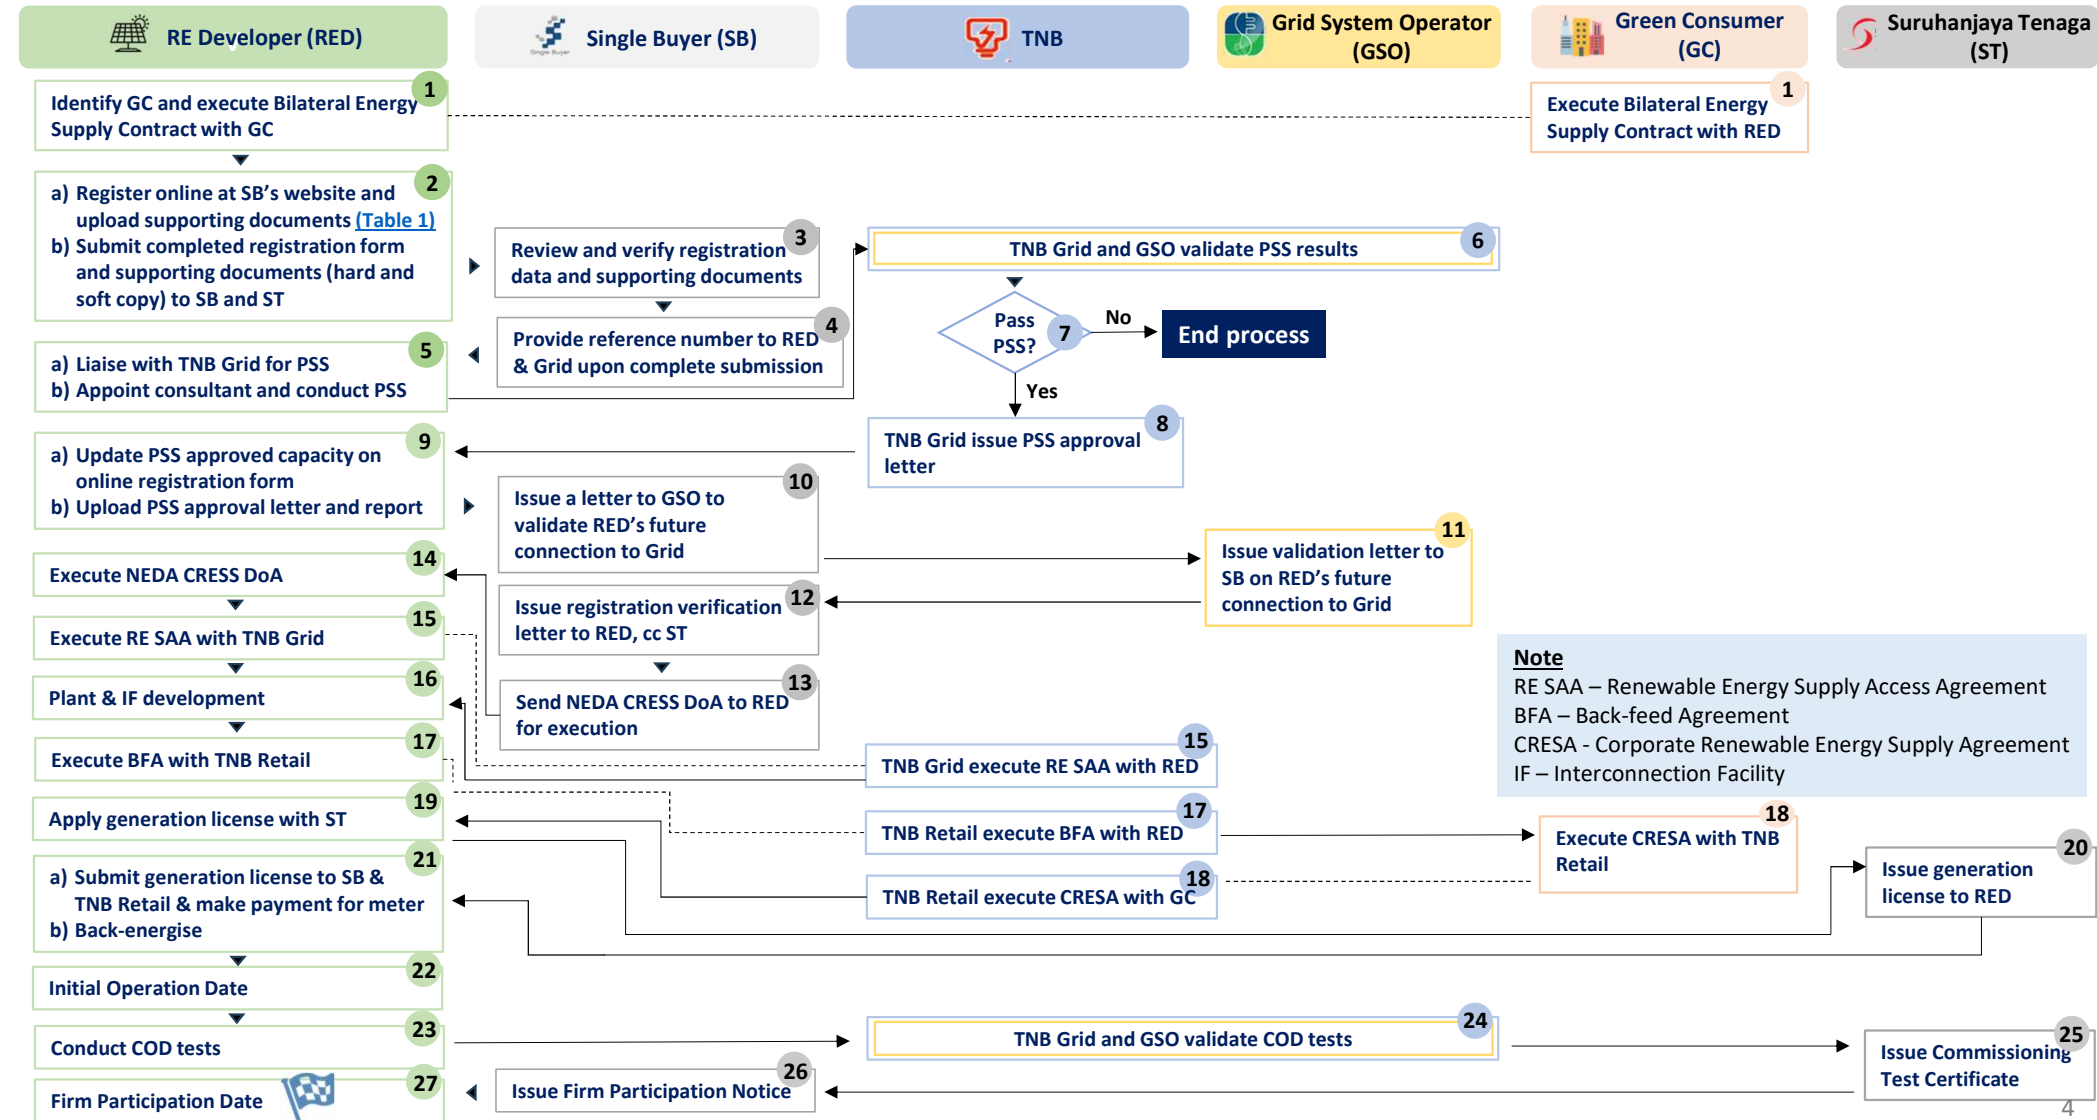 RE Developer (RED)
Single Buyer
Single Buyer (SB)
TNB
Grid System Operator
(GSO)
Green Consumer
(GC)
Suruhanjaya Tenaga
(ST)
1
Identify GC and execute Bilateral Energy
Supply Contract with GC
1
Execute Bilateral Energy
Supply Contract with RED
2
a) Register online at SB's website and
upload supporting documents (Table 1)
b) Submit completed registration form
and supporting documents (hard and
soft copy) to SB and ST
3
Review and verify registration
data and supporting documents
4
Provide reference number to RED
& Grid upon complete submission
5
a) Liaise with TNB Grid for PSS
b) Appoint consultant and conduct PSS
6
TNB Grid and GSO validate PSS results
Pass
PSS?
7
No
End process
Yes
8
TNB Grid issue PSS approval
letter
9
a) Update PSS approved capacity on
online registration form
b) Upload PSS approval letter and report
10
Issue a letter to GSO to
validate RED's future
connection to Grid
11
Issue validation letter to
SB on RED's future
connection to Grid
12
Issue registration verification
letter to RED, cc ST
13
Send NEDA CRESS DoA to RED
for execution
14
Execute NEDA CRESS DoA
15
Execute RE SAA with TNB Grid
15
TNB Grid execute RE SAA with RED
16
Plant & IF development
17
Execute BFA with TNB Retail
17
TNB Retail execute BFA with RED
18
TNB Retail execute CRESA with GC
18
Execute CRESA with TNB
Retail
Note
RE SAA – Renewable Energy Supply Access Agreement
BFA – Back-feed Agreement
CRESA - Corporate Renewable Energy Supply Agreement
IF – Interconnection Facility
19
Apply generation license with ST
20
Issue generation
license to RED
21
a) Submit generation license to SB &
TNB Retail & make payment for meter
b) Back-energise
22
Initial Operation Date
23
Conduct COD tests
24
TNB Grid and GSO validate COD tests
25
Issue Commissioning
Test Certificate
26
Issue Firm Participation Notice
27
Firm Participation Date
4